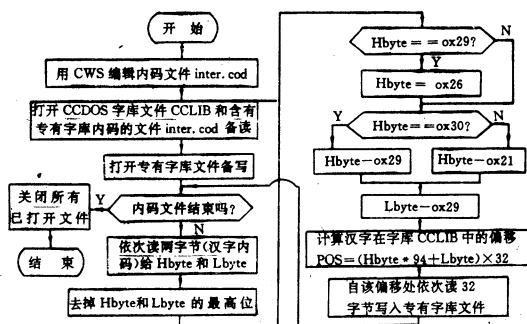 开 始
用 CWS 编辑内码文件 inter.cod
打开 CCDOS 字库文件 CCLIB 和含有
专有字库内码的文件 inter.cod 备读
打开专有字库文件备写
内码文件结束吗?
Y
N
关闭所有
已打开文件
结 束
依次读两字节(汉字内
码)给 Hbyte 和 Lbyte
去掉 Hbyte和 Lbyte 的最高位
Hbyte==ox29?
N
Y
Hbyte= ox26
Hbyte==ox30?
Y
N
Hbyte-ox29
Hbyte-ox21
Lbyte-ox29
计算汉字在字库 CCLIB 中的偏移
POS=(Hbyte*94+Lbyte)×32
自该偏移处依次读 32
字节写入专有字库文件